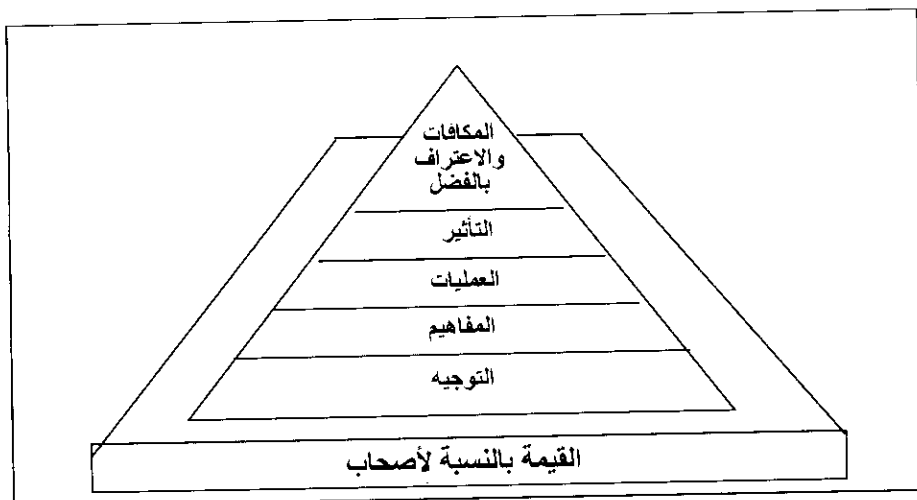 المكافات
والاعتراف
بالفضل
التأثير
العمليات
المفاهيم
التوجيه
القيمة بالنسبة لأصحاب